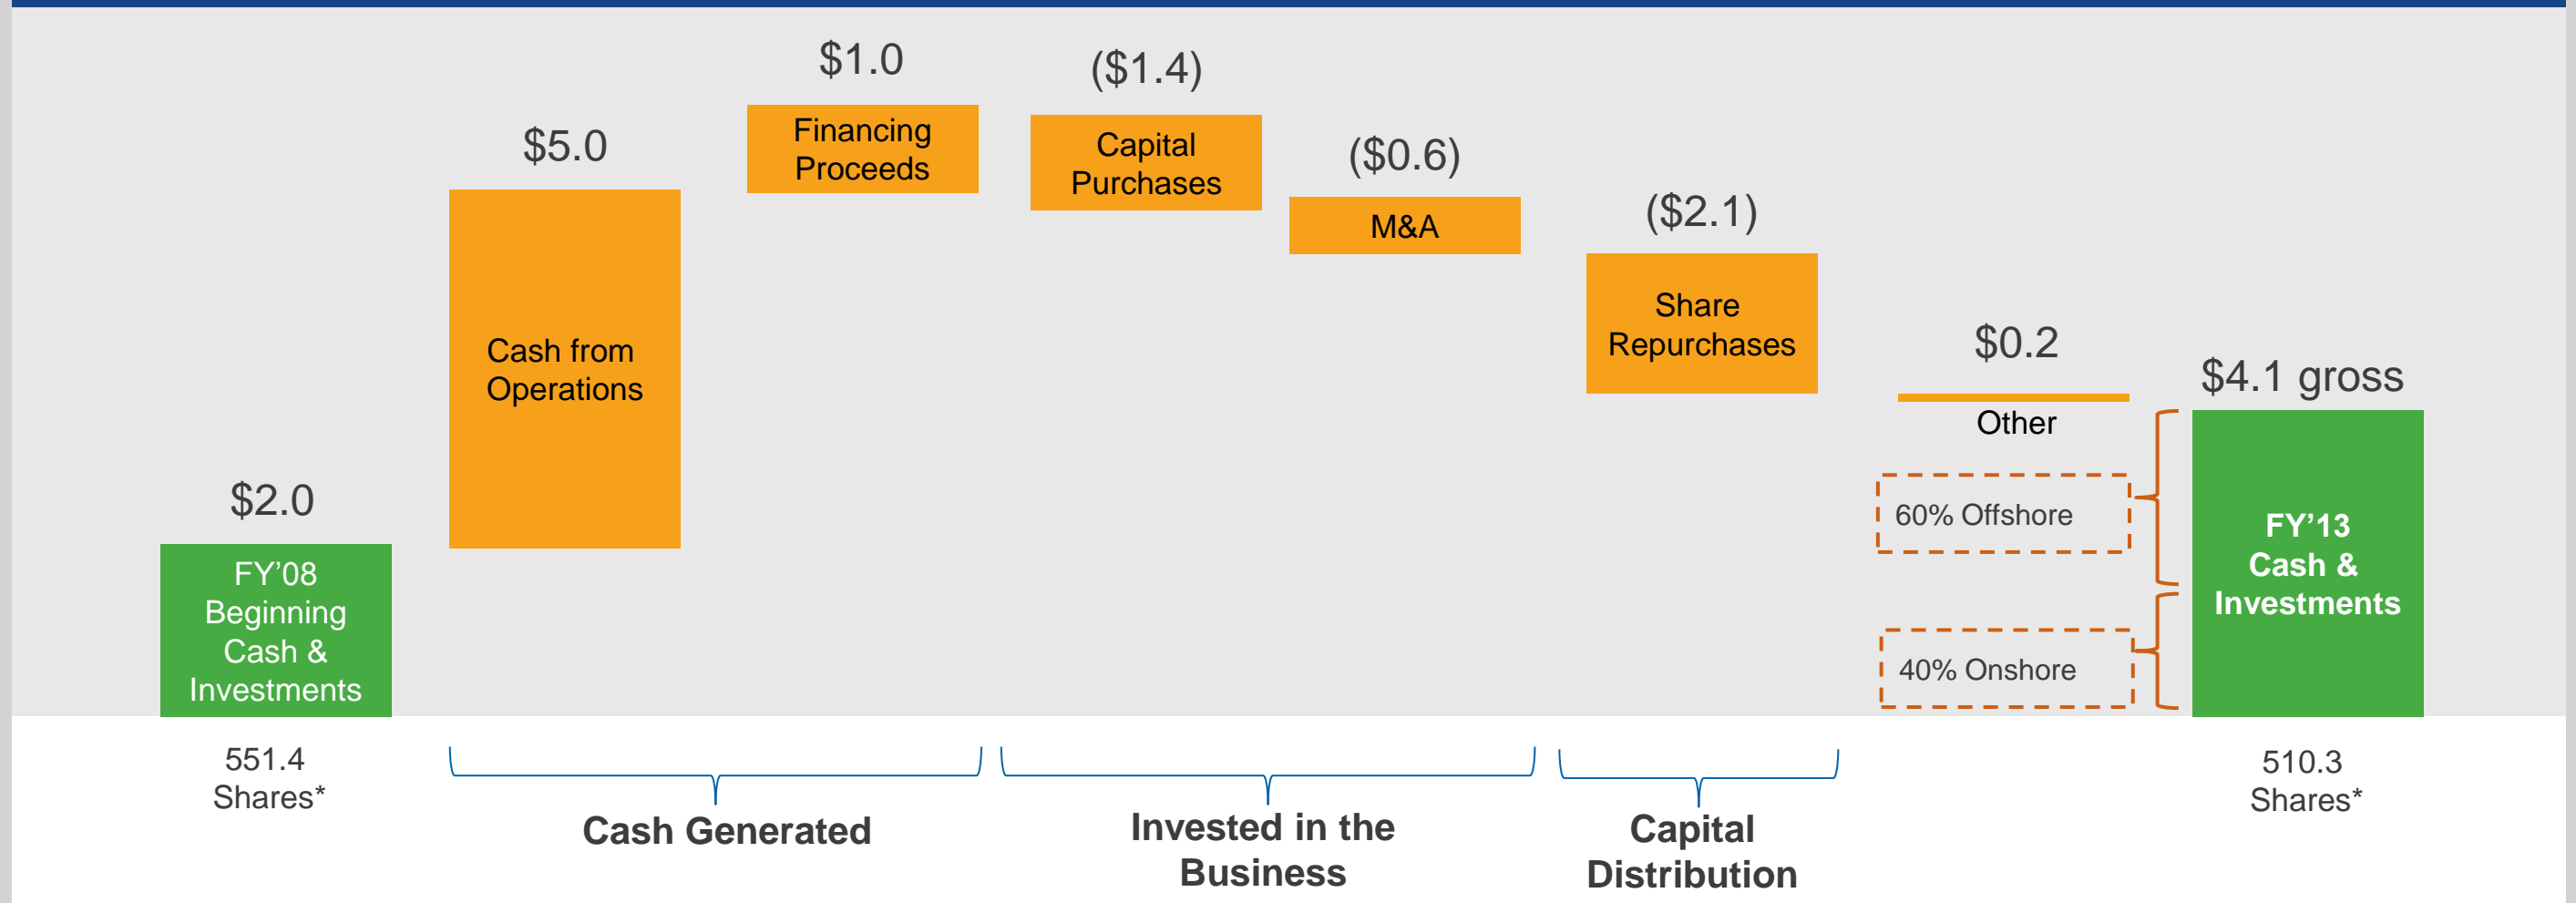 $2.0
FY’08
Beginning
Cash &
Investments
551.4
Shares*
$5.0
Cash from
Operations
$1.0
Financing
Proceeds
Cash Generated
($1.4)
Capital
Purchases
($0.6)
M&A
Invested in the
Business
($2.1)
Share
Repurchases
Capital
Distribution
$0.2
Other
60% Offshore
40% Onshore
$4.1 gross
FY’13
Cash &
Investments
510.3
Shares*